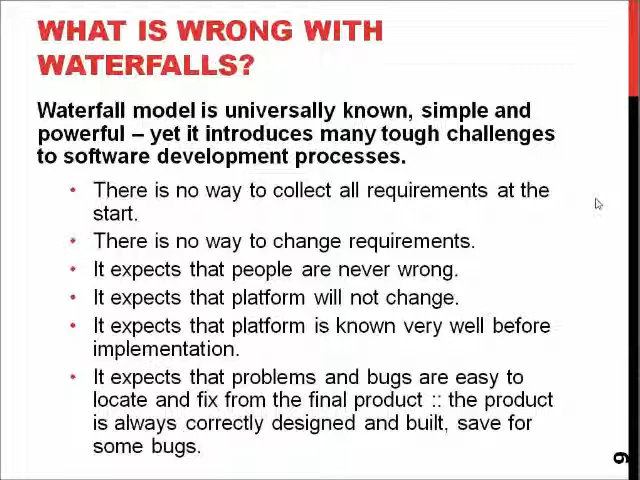 WHAT IS WRONG WITH
WATERFALLS?
Waterfall model is universally known, simple and
powerful – yet it introduces many tough challenges
to software development processes.
• There is no way to collect all requirements at the
start.
• There is no way to change requirements.
• It expects that people are never wrong.
• It expects that platform will not change.
• It expects that platform is known very well before
implementation.
• It expects that problems and bugs are easy to
locate and fix from the final product :: the product
is always correctly designed and built, save for
some bugs.
9